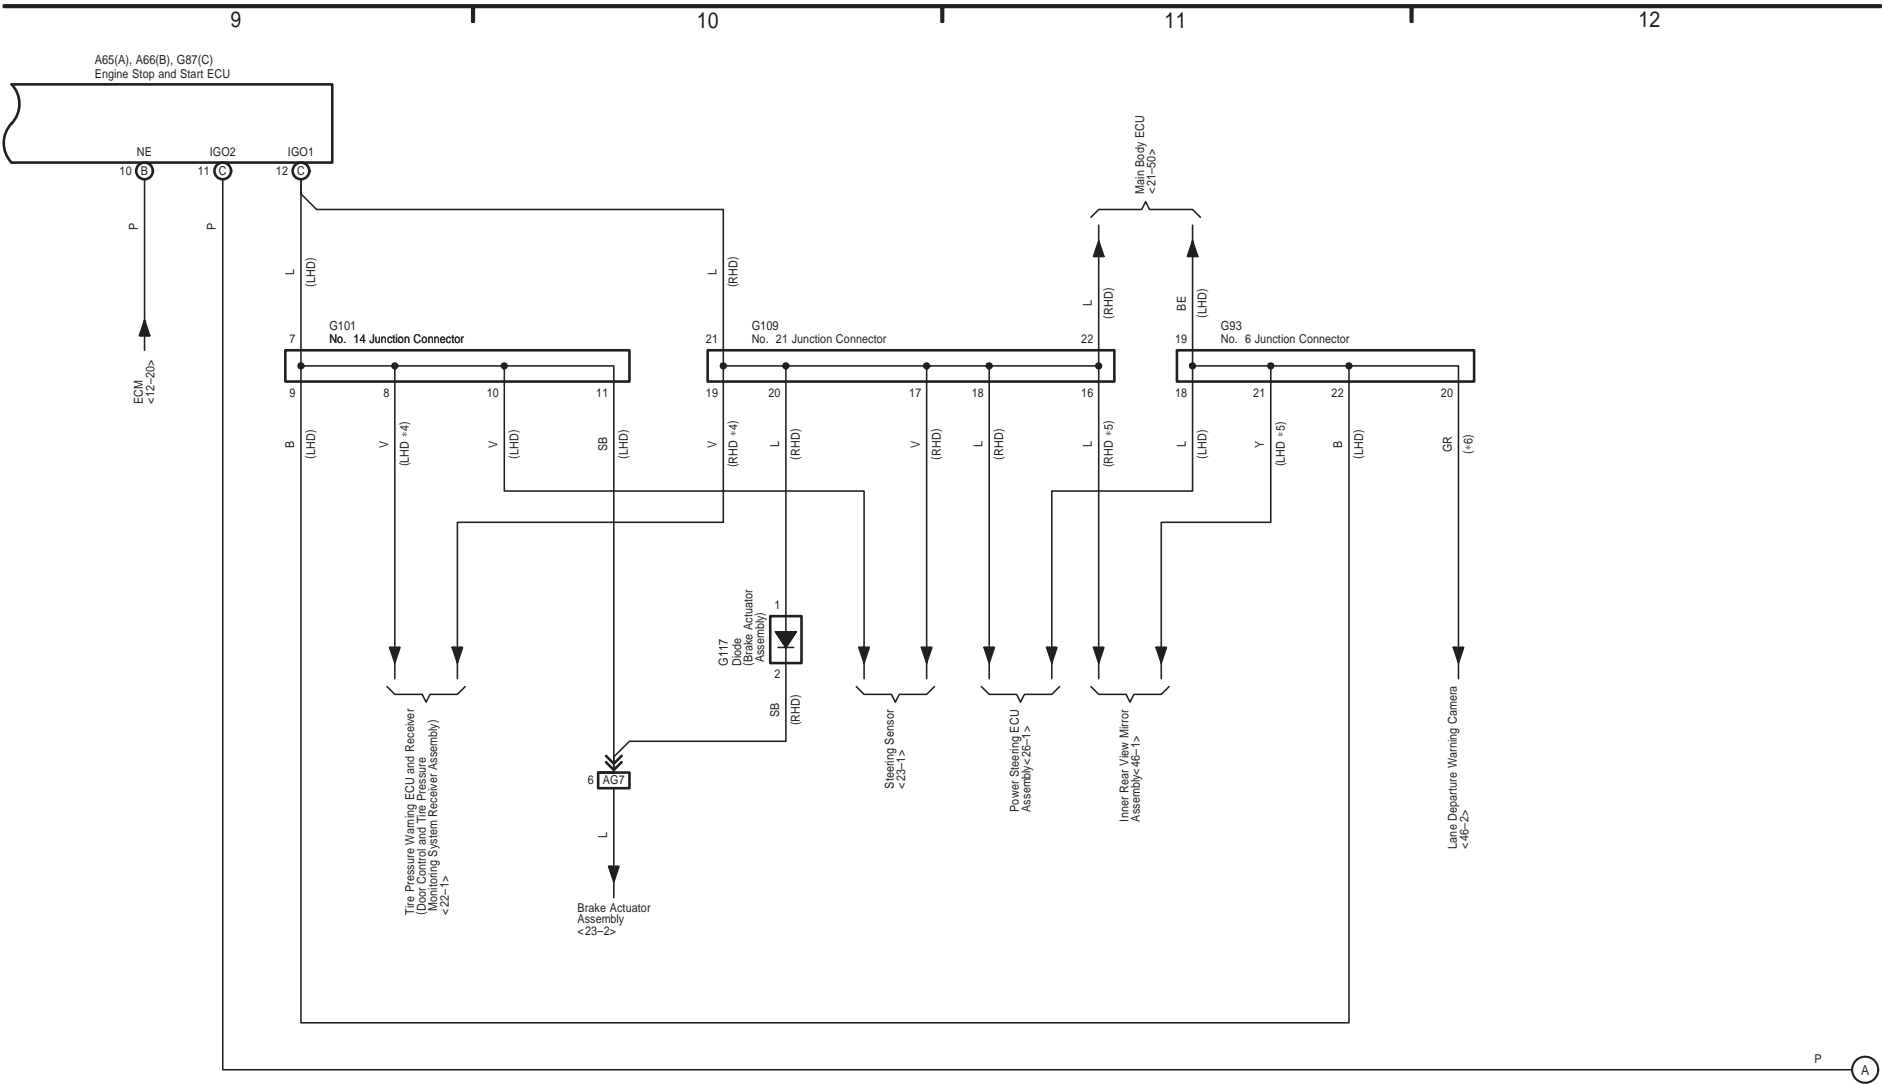 9
10
11
12
A65(A), A66(B), G87(C)
Engine Stop and Start ECU
NE
IGO2
IGO1
10 B
11 C
12 C
P
P
L
(LHD)
L
(RHD)
Main Body ECU
<21–50>
L
(RHD)
BE
(LHD)
ECM
<12–20>
7
G101
No. 14 Junction Connector
21
G109
No. 21 Junction Connector
22
19
G93
No. 6 Junction Connector
9
8
10
11
19
20
17
18
16
18
21
22
20
B
(LHD)
V
(LHD *4)
V
(LHD)
SB
(LHD)
V
(RHD *4)
L
(RHD)
V
(RHD)
L
(RHD)
L
(RHD *5)
L
(LHD)
Y
(LHD *5)
B
(LHD)
GR
(*6)
G117
Diode
(Brake Actuator
Assembly)
1
2
SB
(RHD)
6 AG7
L
Brake Actuator
Assembly
<23–2>
Tire Pressure Warning ECU and Receiver
(Door Control and Tire Pressure
Monitoring System Receiver Assembly)
<22–1>
Steering Sensor
<23–1>
Power Steering ECU
Assembly<26–1>
Inner Rear View Mirror
Assembly<46–1>
Lane Departure Warning Camera
<46–2>
P
A